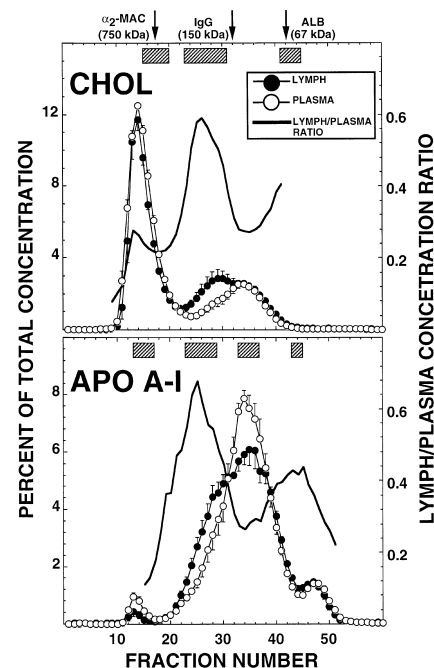 α2-MAC IgG ALB
(750 kDa) (150 kDa) (67 kDa)
CHOL
LYMPH
PLASMA
LYMPH/PLASMA
RATIO
12
8
4
0.6
0.4
0.2
APO A-I
8
6
4
2
0.6
0.4
0.2
10 20 30 40 50
FRACTION NUMBER
PERCENT OF TOTAL CONCENTRATION
LYMPH/PLASMA CONCETRATION RATIO